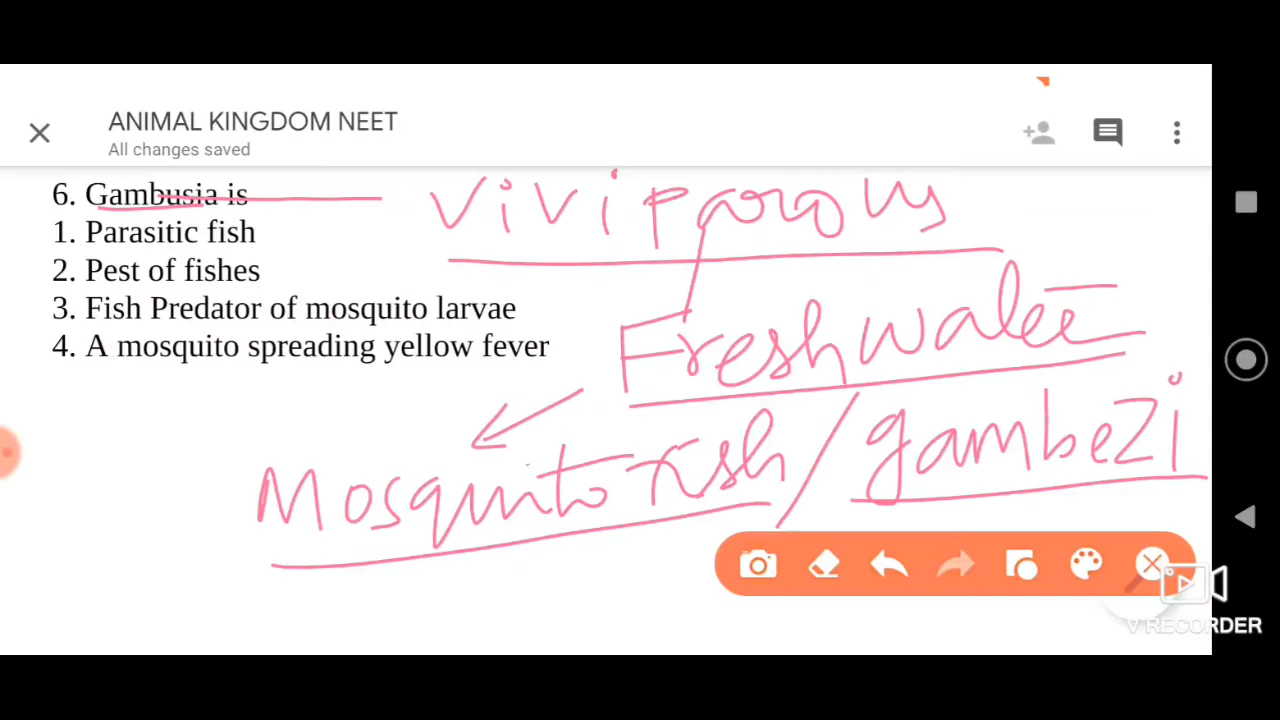 ANIMAL KINGDOM NEET
All changes saved
6. Gambusia is
viviparous
1. Parasitic fish
2. Pest of fishes
3. Fish Predator of mosquito larvae
Freshwater
4. A mosquito spreading yellow fever
Mosquito fish / gambezi
V RECORDER